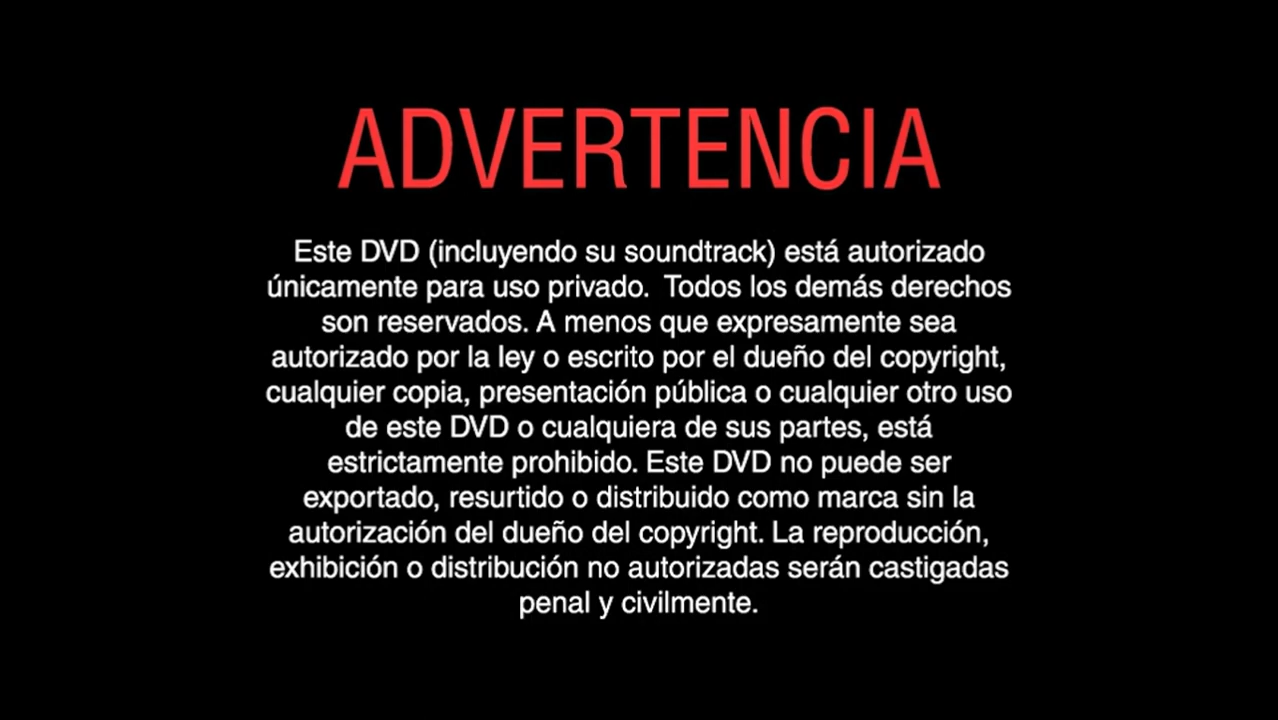 ADVERTENCIA
Este DVD (incluyendo su soundtrack) está autorizado
únicamente para uso privado.  Todos los demás derechos
son reservados. A menos que expresamente sea
autorizado por la ley o escrito por el dueño del copyright,
cualquier copia, presentación pública o cualquier otro uso
de este DVD o cualquiera de sus partes, está
estrictamente prohibido. Este DVD no puede ser
exportado, resurtido o distribuido como marca sin la
autorización del dueño del copyright. La reproducción,
exhibición o distribución no autorizadas serán castigadas
penal y civilmente.